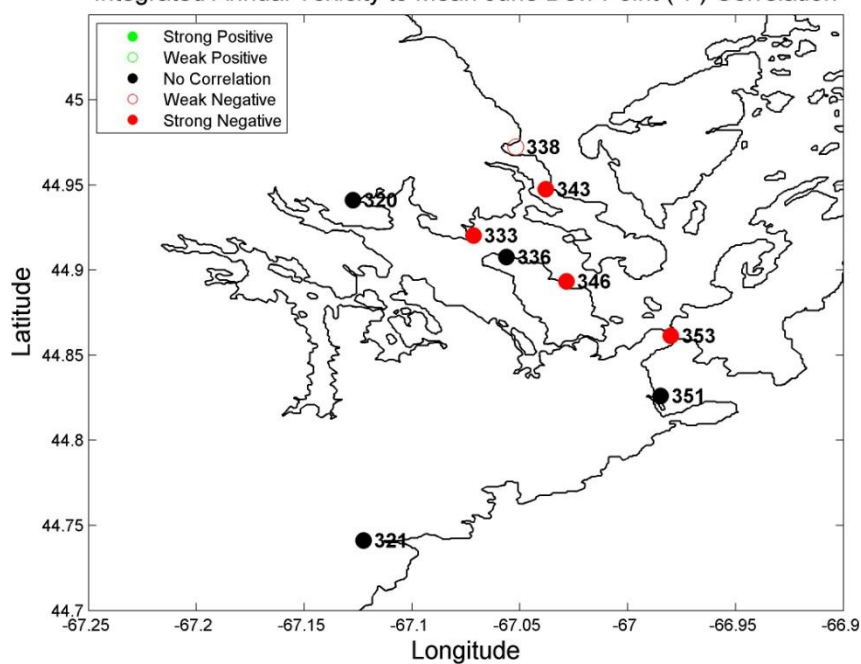 Integrated Annual Toxicity to Mean June Dew Point (°F) Correlation
Strong Positive
Weak Positive
No Correlation
Weak Negative
Strong Negative
45
338
44.95
343
6
320
333
336
44.9
346
Latitude
353
44.85
351
44.8
44.75
321
44.7
-67.25 -67.2 -67.15 -67.1 -67.05 -67 -66.95 -66.9
Longitude